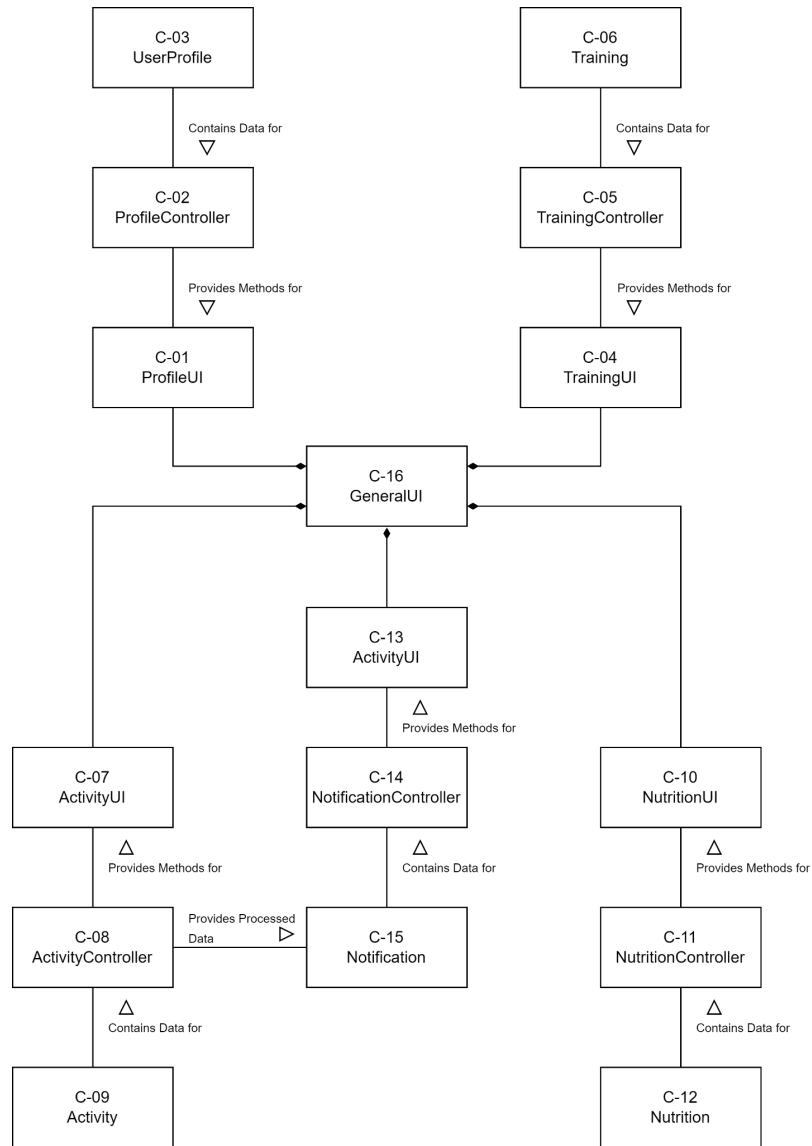 C-03
UserProfile
C-06
Training
Contains Data for
Contains Data for
C-02
ProfileController
C-05
TrainingController
Provides Methods for
Provides Methods for
C-01
ProfileUI
C-04
TrainingUI
C-16
GeneralUI
C-13
ActivityUI
Provides Methods for
C-07
ActivityUI
C-14
NotificationController
C-10
NutritionUI
Provides Methods for
Contains Data for
Provides Methods for
C-08
ActivityController
Provides Processed
Data
C-15
Notification
C-11
NutritionController
Contains Data for
Contains Data for
C-09
Activity
C-12
Nutrition